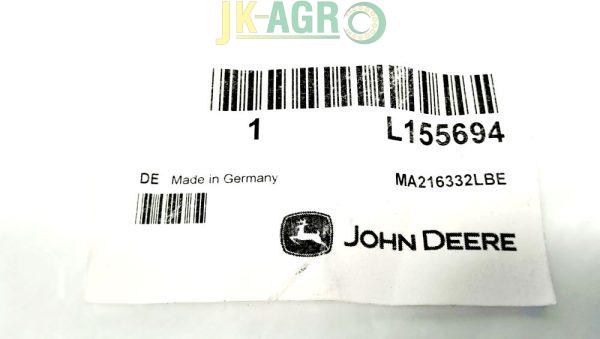 JK-AGRO
1 L155694
DE Made in Germany MA216332LBE
JOHN DEERE